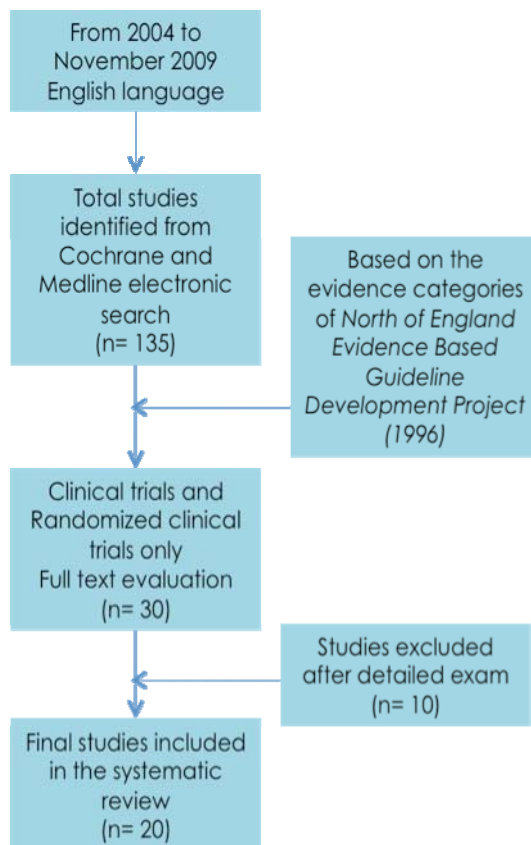 From 2004 to
November 2009
English language
Total studies
identified from
Cochrane and
Medline electronic
search
(n= 135)
Based on the
evidence categories
of North of England
Evidence Based
Guideline
Development Project
(1996)
Clinical trials and
Randomized clinical
trials only
Full text evaluation
(n= 30)
Studies excluded
after detailed exam
(n= 10)
Final studies included
in the systematic
review
(n= 20)